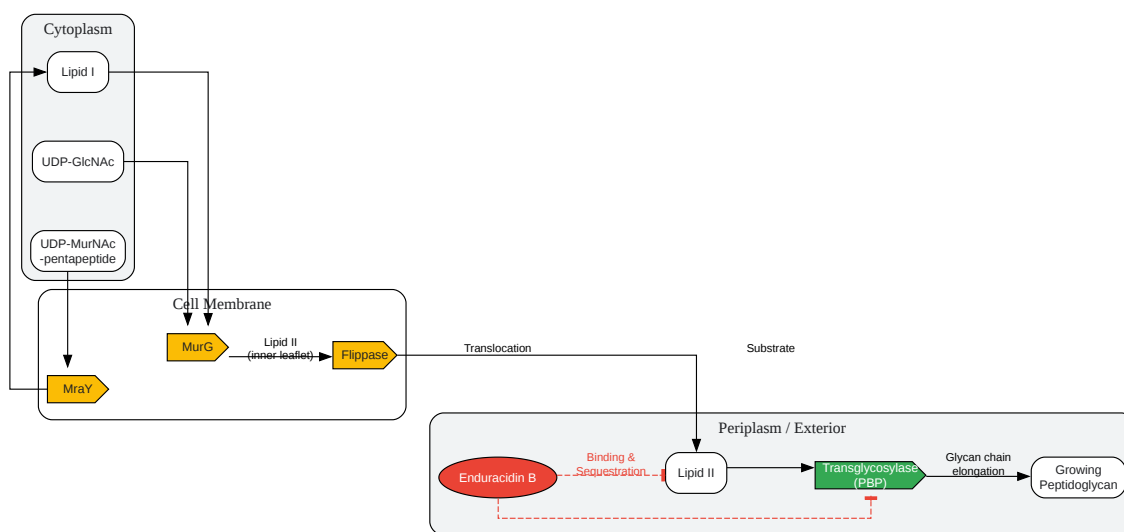 Cytoplasm
Lipid I
UDP-GlcNAc
UDP-MurNAc
-pentapeptide
Cell Membrane
MurG
Lipid II
(inner leaflet)
Flippase
Translocation
Substrate
MraY
Periplasm / Exterior
Enduracidin B
Binding &
Sequestration
Lipid II
Transglycosylase
(PBP)
Glycan chain
elongation
Growing
Peptidoglycan